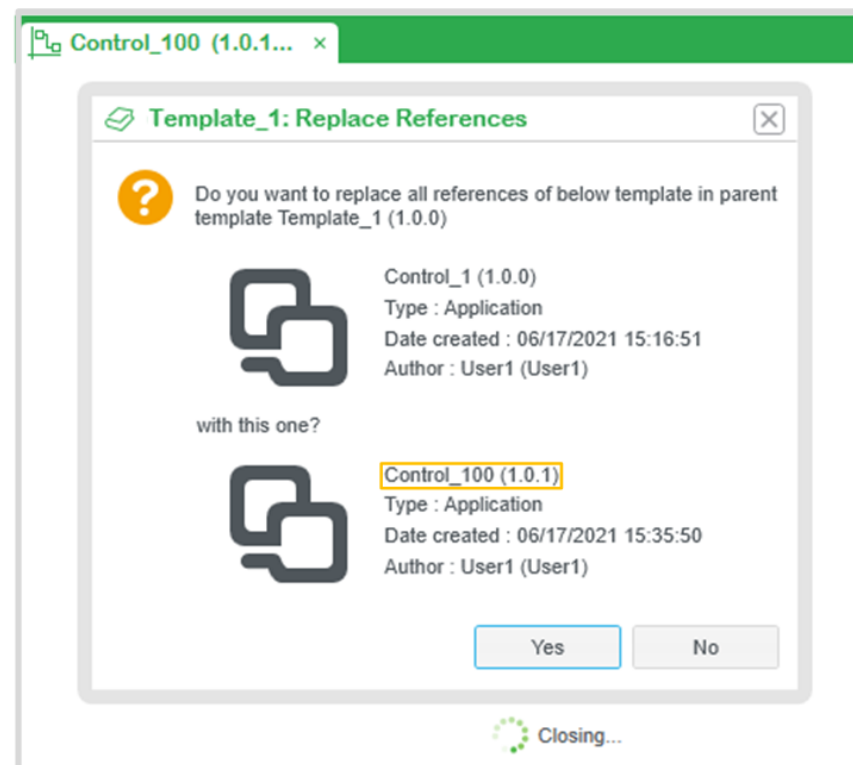 Control_100 (1.0.1... ×
Template_1: Replace References
Do you want to replace all references of below template in parent
template Template_1 (1.0.0)
Control_1 (1.0.0)
Type : Application
Date created : 06/17/2021 15:16:51
Author : User1 (User1)
with this one?
Control_100 (1.0.1)
Type : Application
Date created : 06/17/2021 15:35:50
Author : User1 (User1)
Yes
No
Closing...